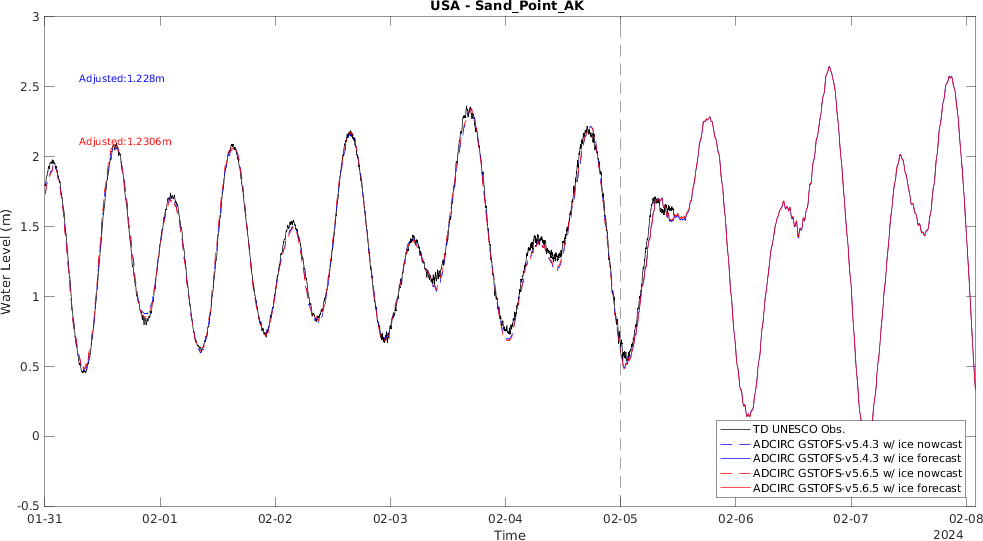 USA - Sand_Point_AK
Water Level (m)
3
2.5
2
1.5
1
0.5
0
-0.5
Adjusted:1.228m
Adjusted:1.2306m
TD UNESCO Obs.
ADCIRC GSTOFS-v5.4.3 w/ ice nowcast
ADCIRC GSTOFS-v5.4.3 w/ ice forecast
ADCIRC GSTOFS-v5.6.5 w/ ice nowcast
ADCIRC GSTOFS-v5.6.5 w/ ice forecast
01-31 02-01 02-02 02-03 02-04 02-05 02-06 02-07 02-08
Time
2024